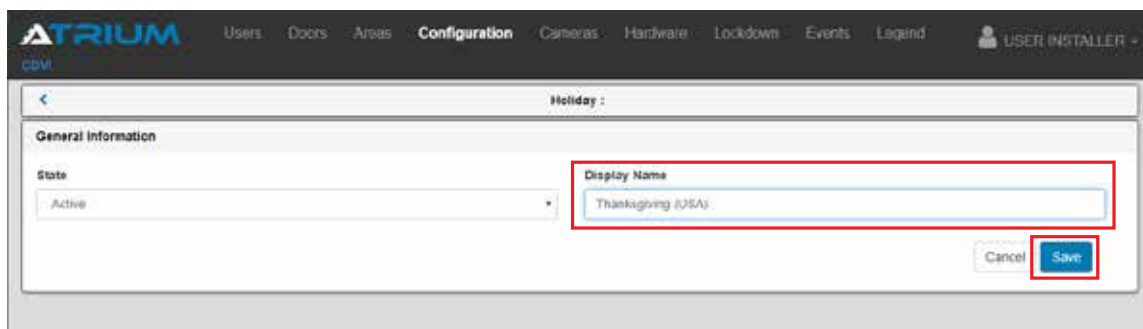 ATRIUM Users Doors Areas Configuration Cameras Hardware Lockdown Events Legend USER INSTALLER
CDVI
Holiday :
General Information
State Display Name
Active Thanksgiving (USA)
Cancel Save